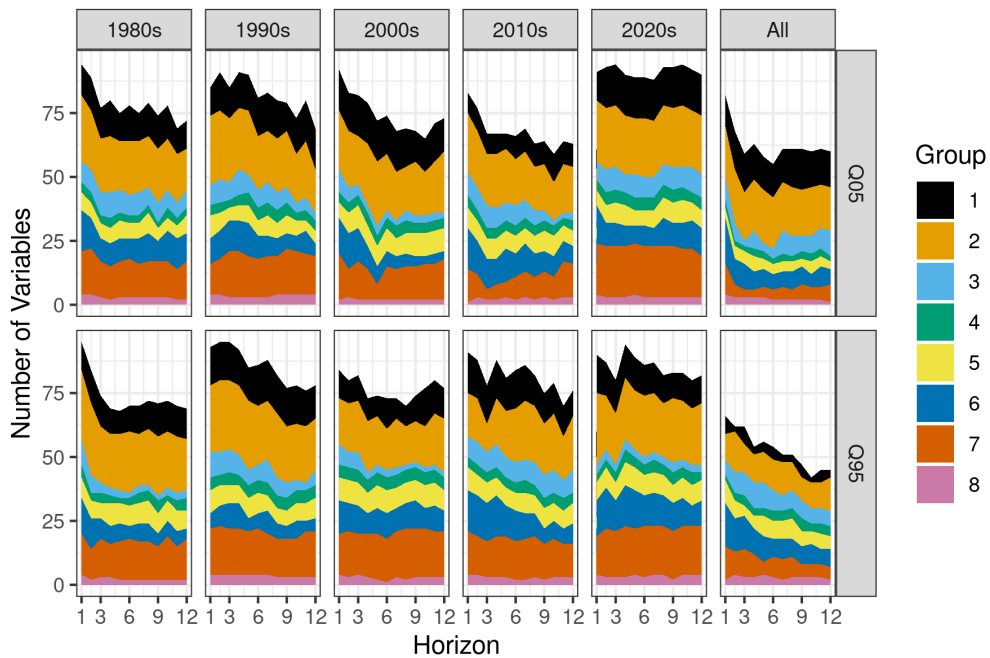 1980s 1990s 2000s 2010s 2020s All
Number of Variables
75
50
25
0
Q05
75
50
25
0
Q95
1 3 6 9 12 1 3 6 9 12 1 3 6 9 12 1 3 6 9 12 1 3 6 9 12 1 3 6 9 12
Horizon
Group
1
2
3
4
5
6
7
8